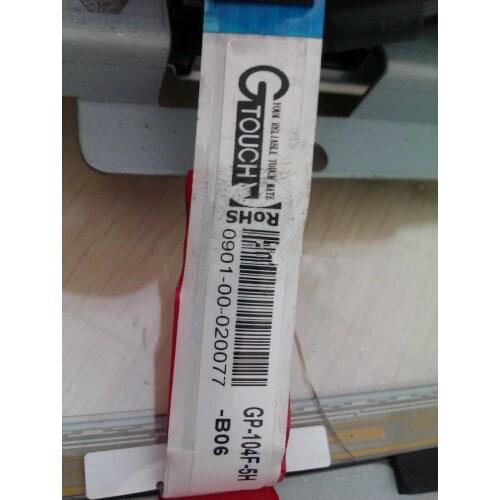 G TOUCH
YOUR RELIABLE TOUCH MATE
RoHS
0901-00-020077
GP-104F-5H
-B06